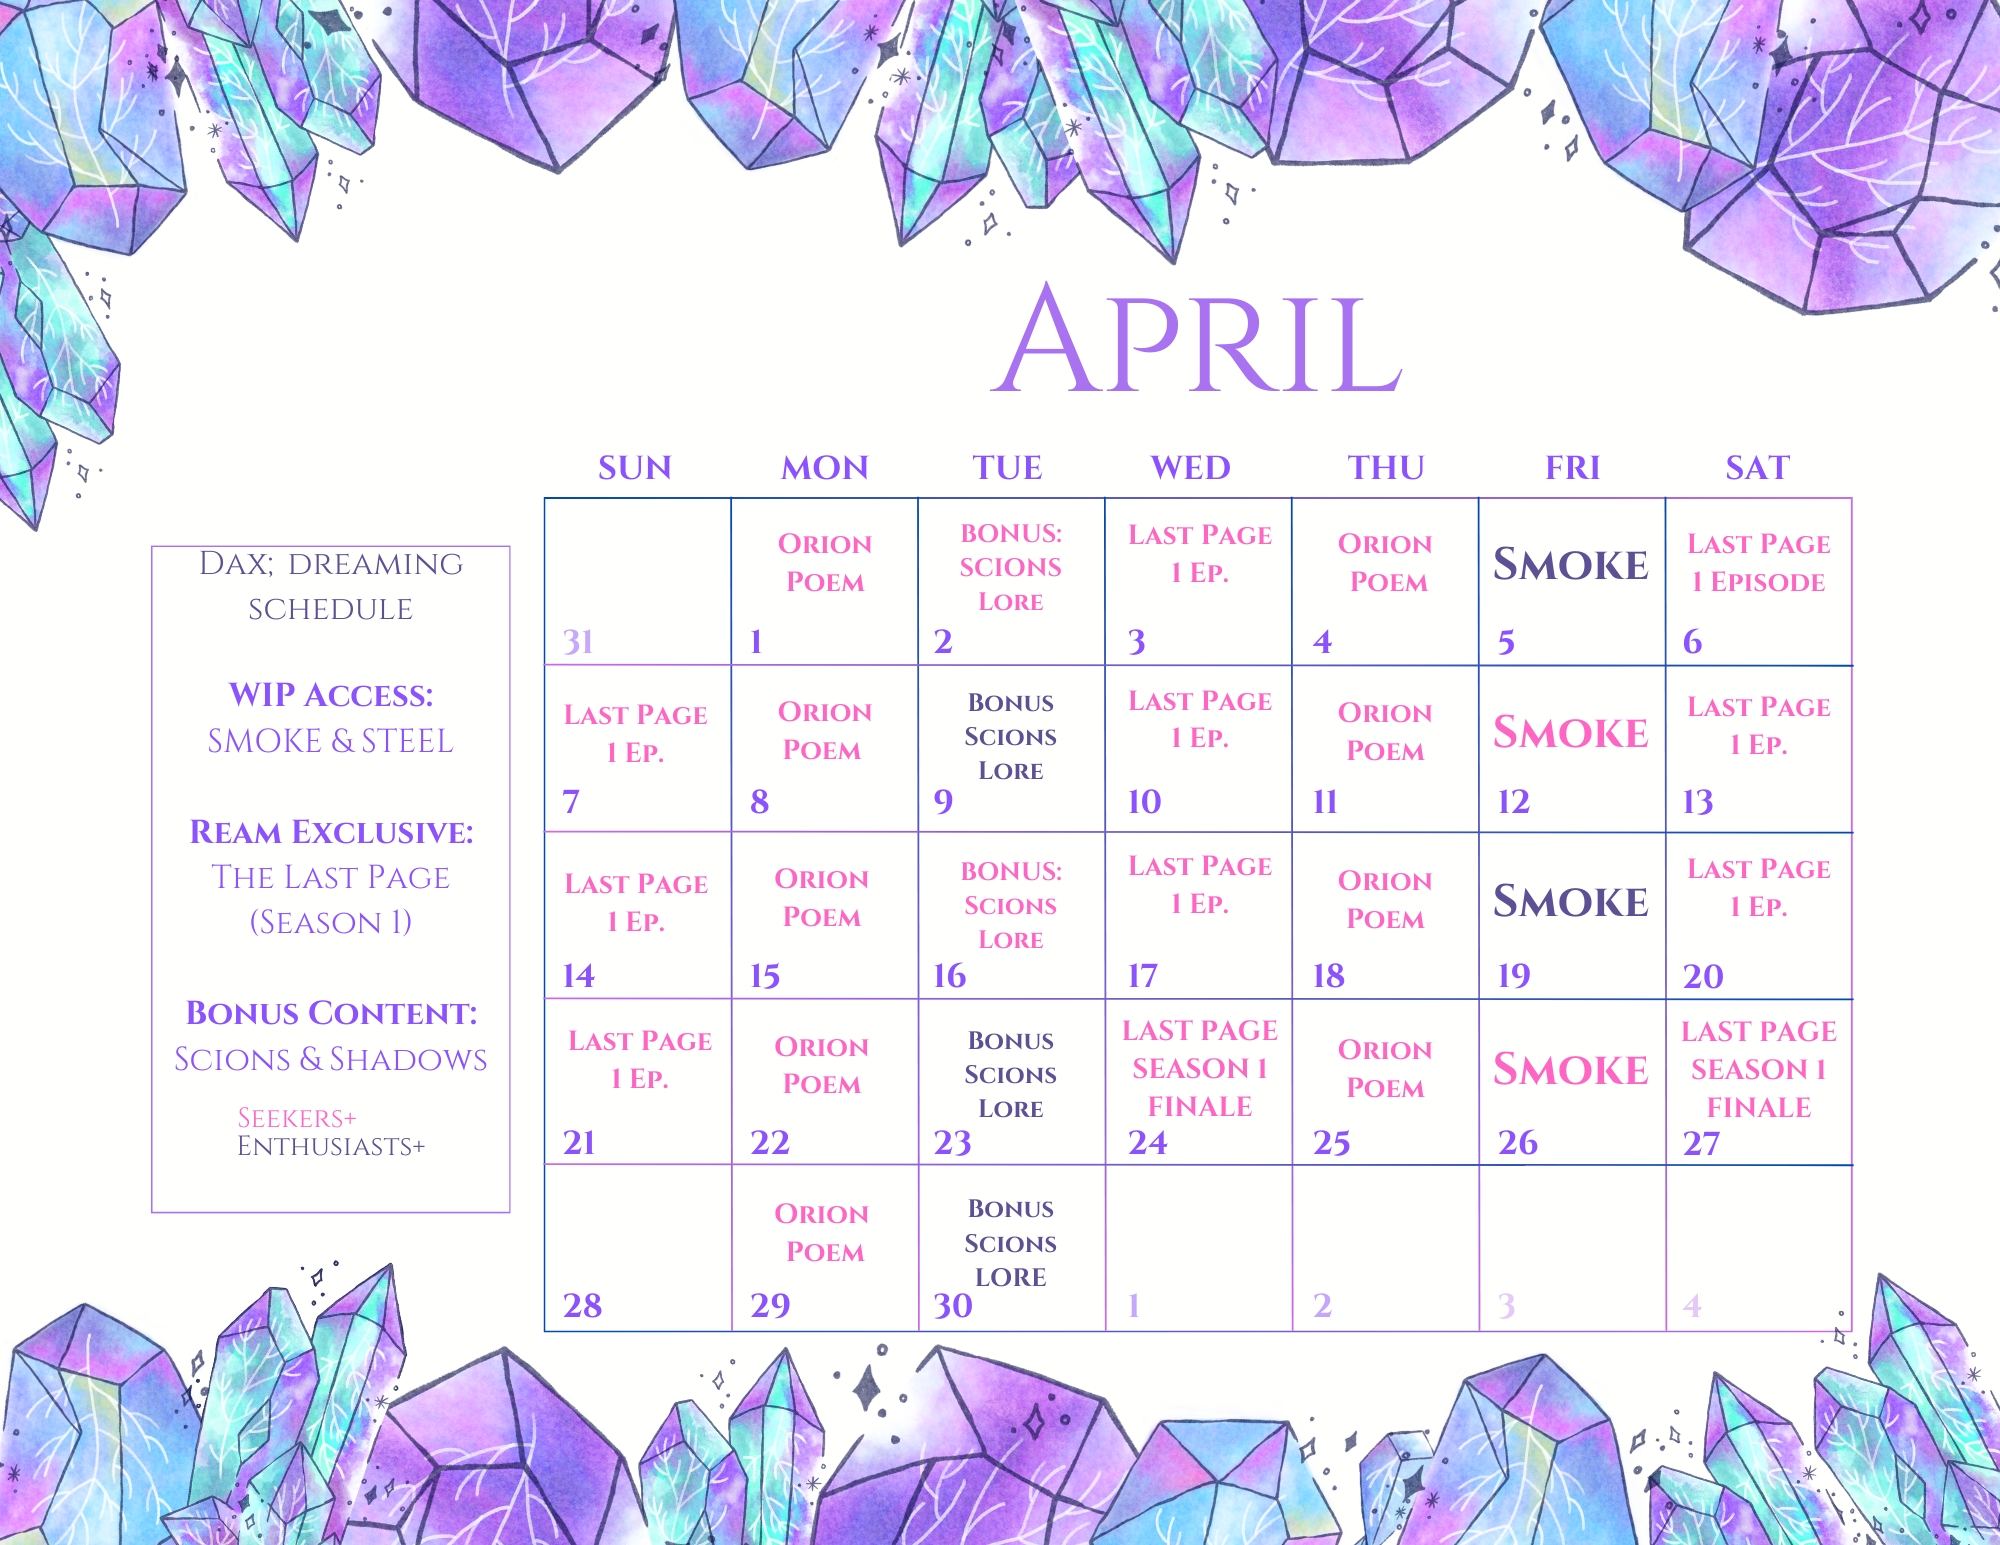 April
SUN MON TUE WED THU FRI SAT
Dax; dreaming
schedule
WIP Access:
SMOKE & STEEL
Ream Exclusive:
The Last Page
(Season 1)
Bonus Content:
Scions & Shadows
Seekers+
Enthusiasts+
31
Orion
Poem
1
BONUS:
SCIONS
Lore
2
Last Page
1 Ep.
3
Orion
Poem
4
Smoke
5
Last Page
1 Episode
6
Last Page
1 Ep.
7
Orion
Poem
8
Bonus
Scions
Lore
9
Last Page
1 Ep.
10
Orion
Poem
11
Smoke
12
Last Page
1 Ep.
13
Last Page
1 Ep.
14
Orion
Poem
15
BONUS:
Scions
Lore
16
Last Page
1 Ep.
17
Orion
Poem
18
Smoke
19
Last Page
1 Ep.
20
Last Page
1 Ep.
21
Orion
Poem
22
Bonus
Scions
Lore
23
LAST PAGE
SEASON 1
FINALE
24
Orion
Poem
25
Smoke
26
LAST PAGE
SEASON 1
FINALE
27
28
Orion
Poem
29
Bonus
Scions
LORE
30
1
2
3
4